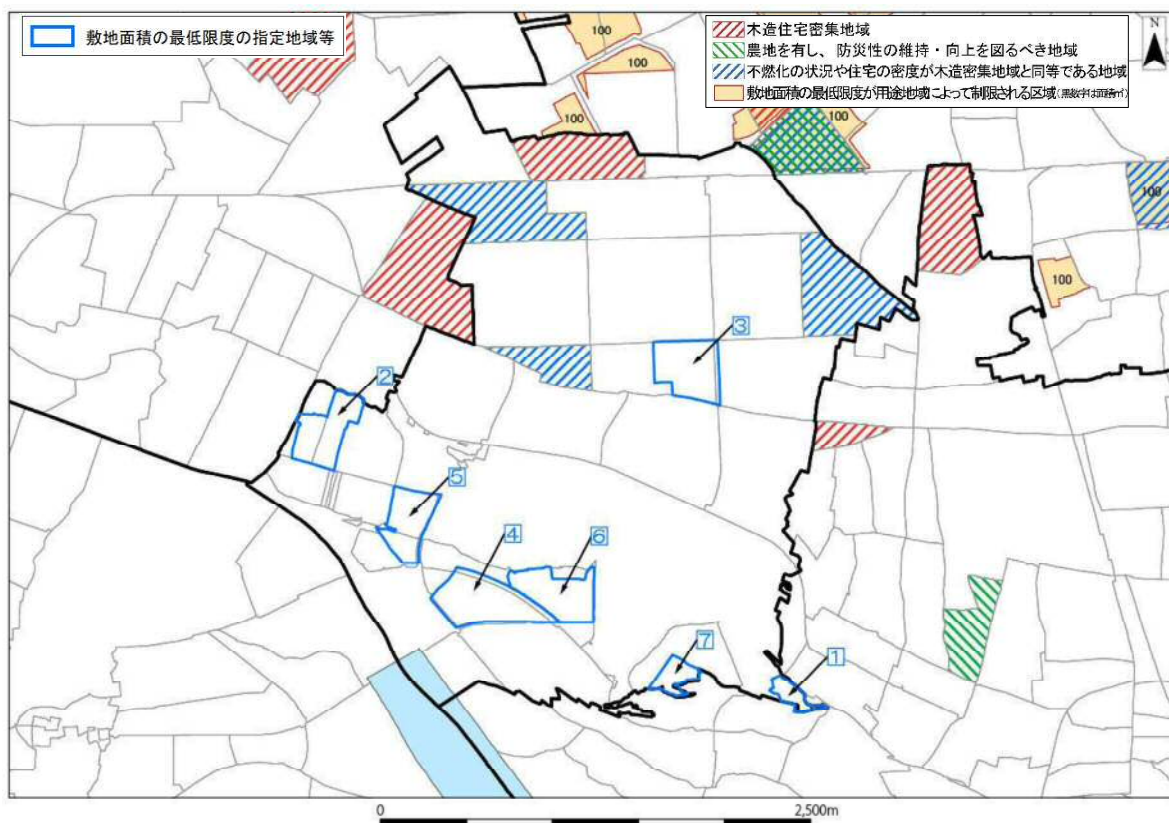 敷地面積の最低限度の指定地域等
木造住宅密集地域
農地を有し、防災性の維持・向上を図るべき地域
不燃化の状況や住宅の密度が木造密集地域と同等である地域
敷地面積の最低限度が用途地域によって制限される区域
N
100
100
100
100
100
100
3
2
5
4
6
7
1
0
2,500m